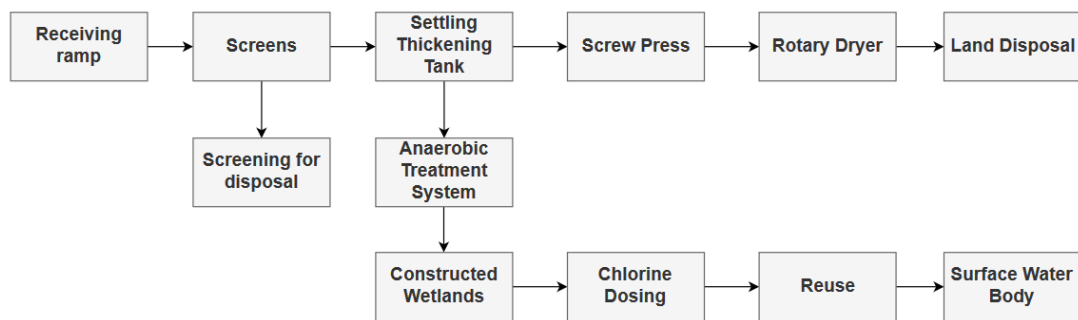 Receiving
ramp
Screens
Settling
Thickening
Tank
Screw Press
Rotary Dryer
Land Disposal
Screening for
disposal
Anaerobic
Treatment
System
Constructed
Wetlands
Chlorine
Dosing
Reuse
Surface Water
Body